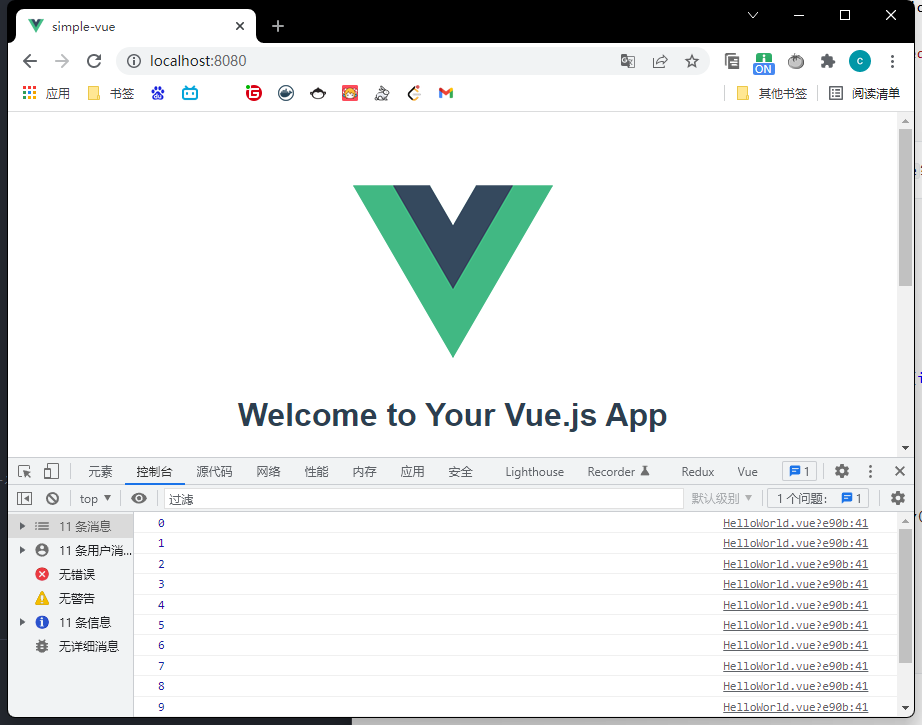 simple-vue
localhost:8080
ON
C
应用 书签 其他书签 阅读清单
Welcome to Your Vue.js App
元素 控制台 源代码 网络 性能 内存 应用 安全 Lighthouse Recorder Redux Vue 1
top 过滤 默认级别 1 个问题: 1
11 条消息
11 条用户消...
无错误
无警告
11 条信息
无详细消息
0 HelloWorld.vue?e90b:41
1 HelloWorld.vue?e90b:41
2 HelloWorld.vue?e90b:41
3 HelloWorld.vue?e90b:41
4 HelloWorld.vue?e90b:41
5 HelloWorld.vue?e90b:41
6 HelloWorld.vue?e90b:41
7 HelloWorld.vue?e90b:41
8 HelloWorld.vue?e90b:41
9 HelloWorld.vue?e90b:41